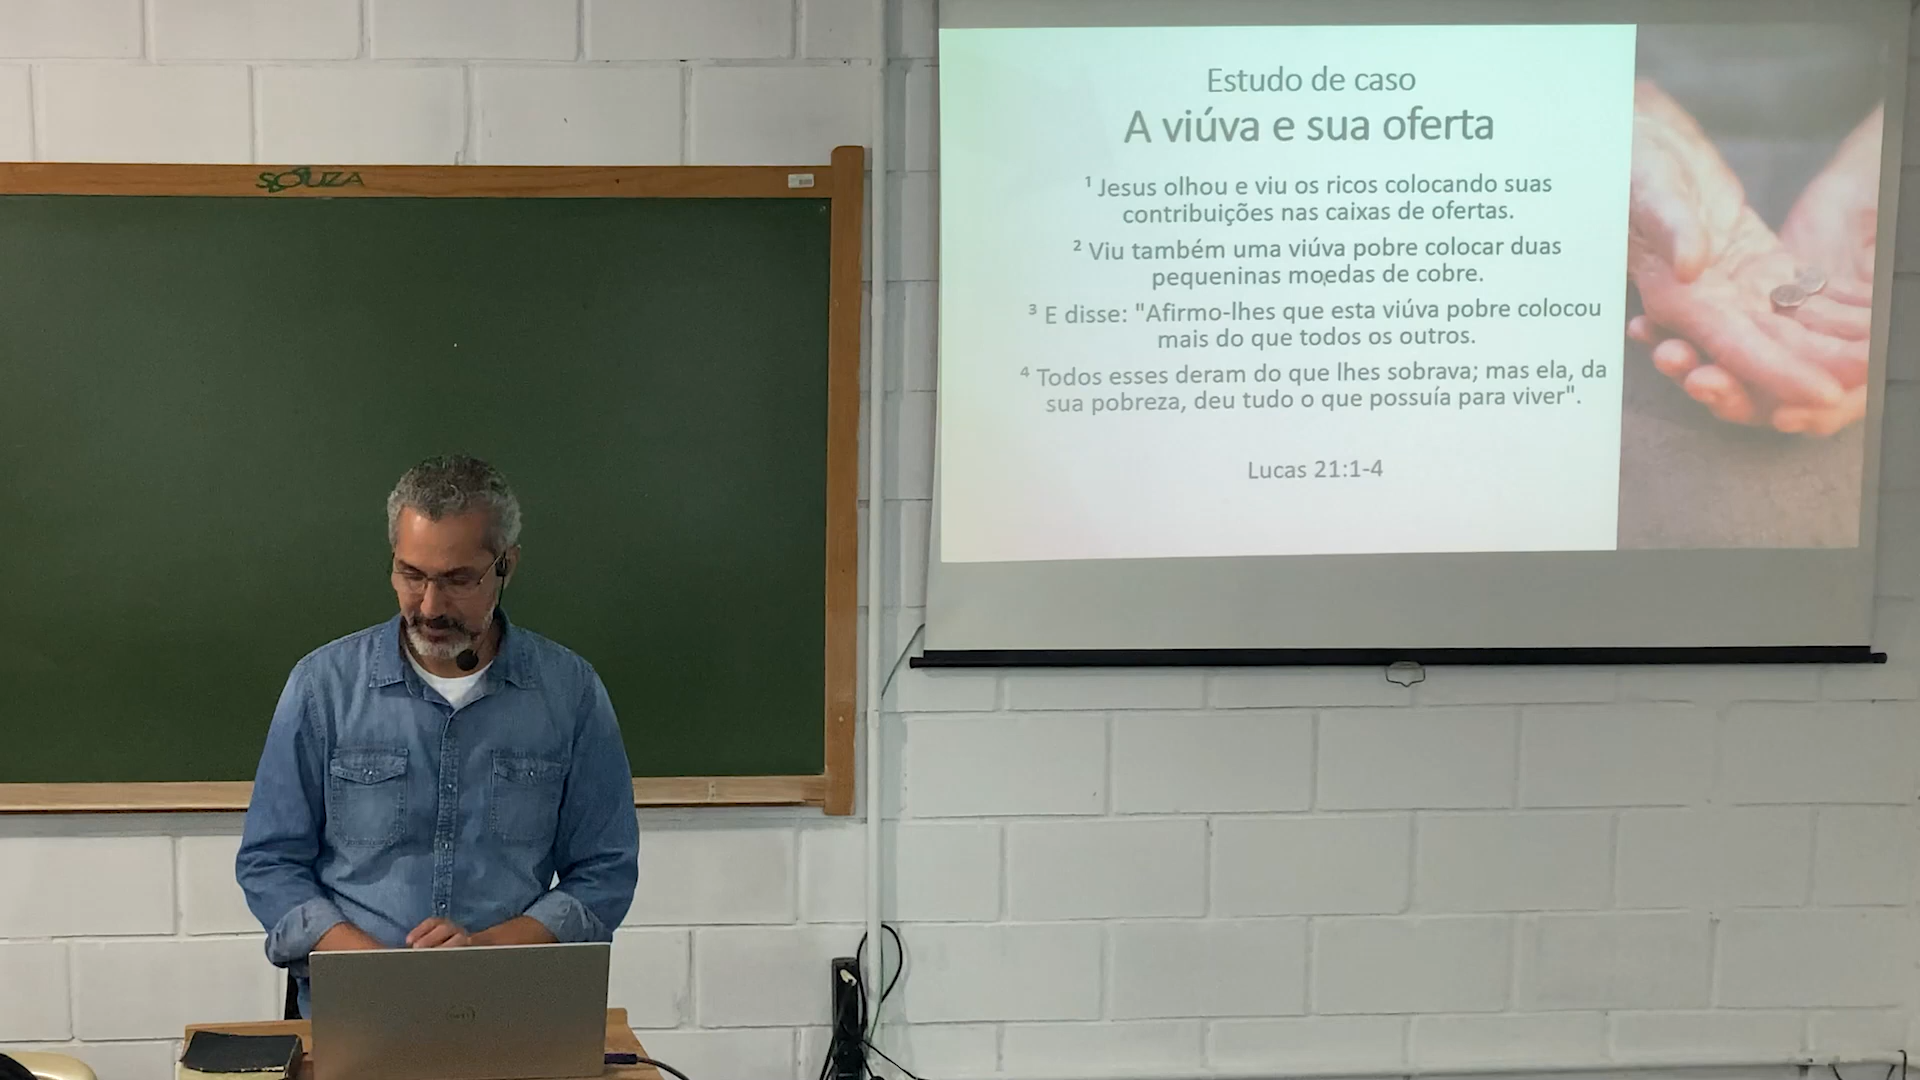 SOUZA
Estudo de caso
A viúva e sua oferta
¹ Jesus olhou e viu os ricos colocando suas
contribuições nas caixas de ofertas.
² Viu também uma viúva pobre colocar duas
pequeninas moedas de cobre.
³ E disse: "Afirmo-lhes que esta viúva pobre colocou
mais do que todos os outros.
⁴ Todos esses deram do que lhes sobrava; mas ela, da
sua pobreza, deu tudo o que possuía para viver".
Lucas 21:1-4